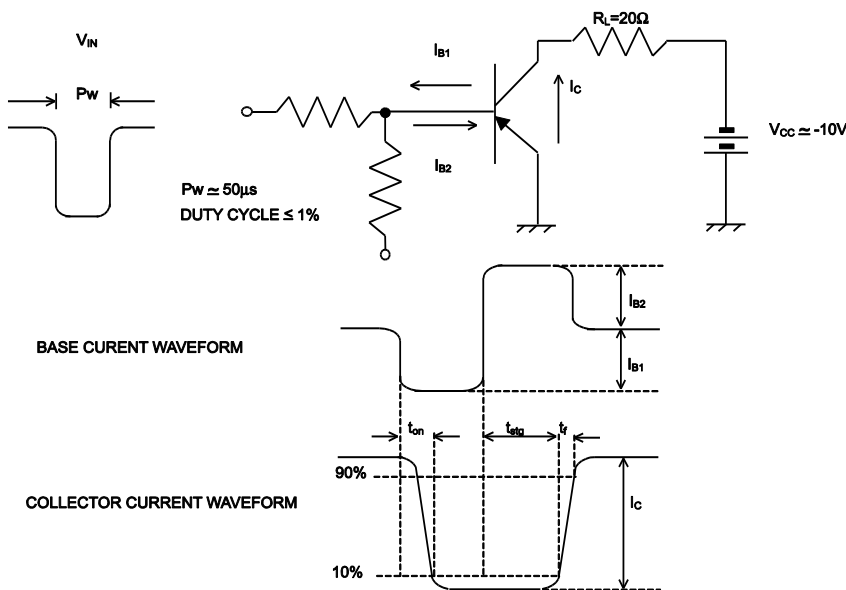 VIN
Pw
Pw ≃ 50μs
DUTY CYCLE ≤ 1%
IB1
IB2
IC
RL=20Ω
VCC ≃ -10V
BASE CURENT WAVEFORM
IB2
IB1
ton
tstg
tf
90%
COLLECTOR CURRENT WAVEFORM
IC
10%